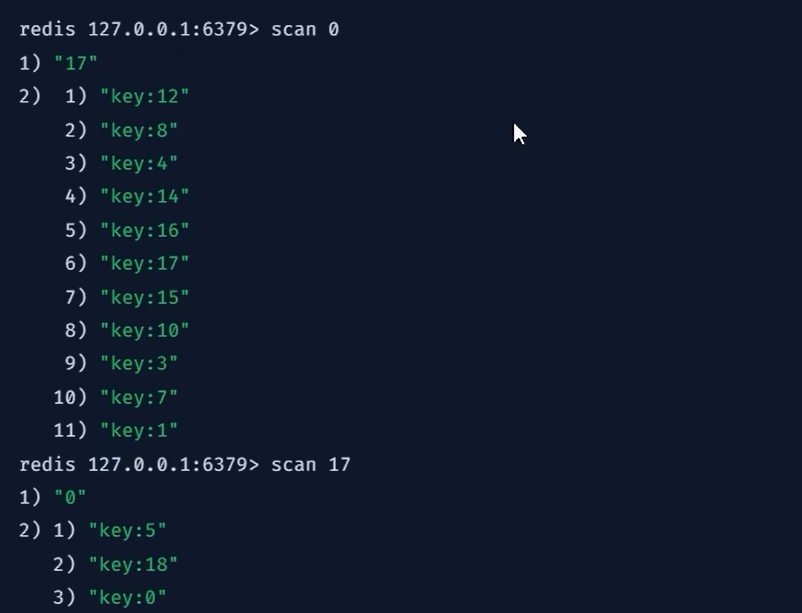 redis 127.0.0.1:6379> scan 0
1) "17"
2)  1) "key:12"
    2) "key:8"
    3) "key:4"
    4) "key:14"
    5) "key:16"
    6) "key:17"
    7) "key:15"
    8) "key:10"
    9) "key:3"
   10) "key:7"
   11) "key:1"
redis 127.0.0.1:6379> scan 17
1) "0"
2) 1) "key:5"
   2) "key:18"
   3) "key:0"